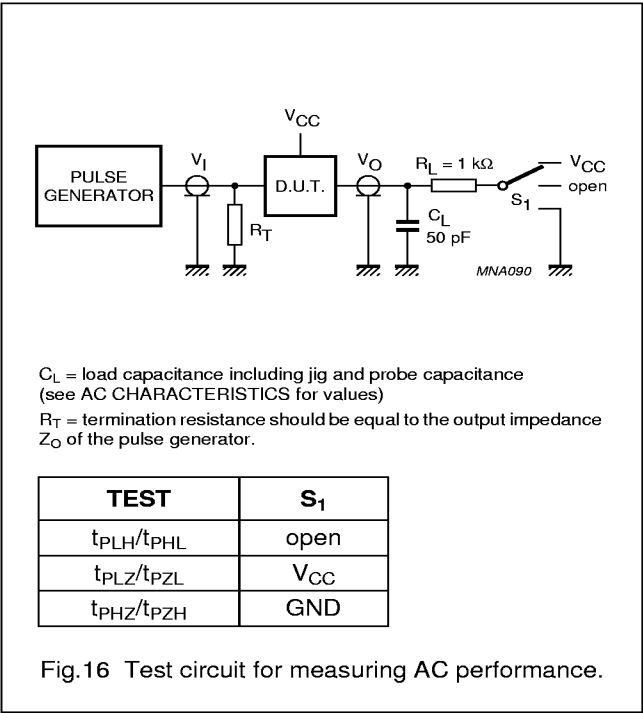 V_CC
PULSE
GENERATOR
V_I
D.U.T.
V_O
R_L = 1 kΩ
V_CC
open
S_1
R_T
C_L
50 pF
MNA090
C_L = load capacitance including jig and probe capacitance
(see AC CHARACTERISTICS for values)
R_T = termination resistance should be equal to the output impedance
Z_O of the pulse generator.
TEST S_1
t_PLH/t_PHL open
t_PLZ/t_PZL V_CC
t_PHZ/t_PZH GND
Fig.16 Test circuit for measuring AC performance.